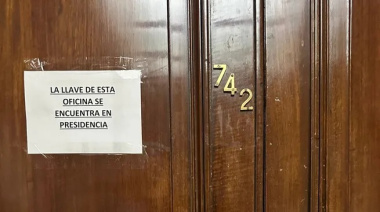 LA LLAVE DE ESTA
OFICINA SE
ENCUENTRA EN
PRESIDENCIA
742